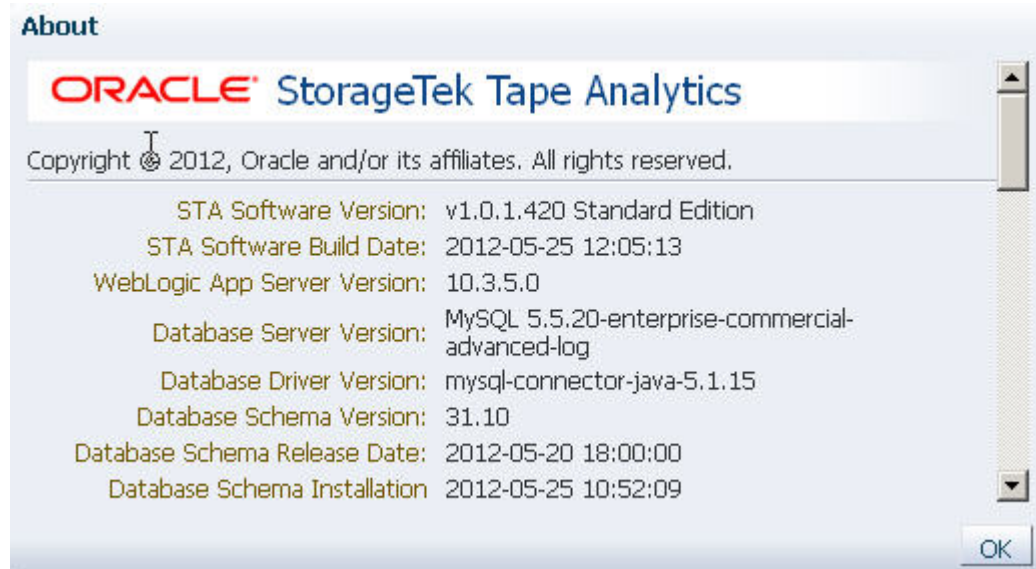 About
ORACLE StorageTek Tape Analytics
Copyright © 2012, Oracle and/or its affiliates. All rights reserved.
STA Software Version: v1.0.1.420 Standard Edition
STA Software Build Date: 2012-05-25 12:05:13
WebLogic App Server Version: 10.3.5.0
Database Server Version: MySQL 5.5.20-enterprise-commercial-
advanced-log
Database Driver Version: mysql-connector-java-5.1.15
Database Schema Version: 31.10
Database Schema Release Date: 2012-05-20 18:00:00
Database Schema Installation 2012-05-25 10:52:09
OK